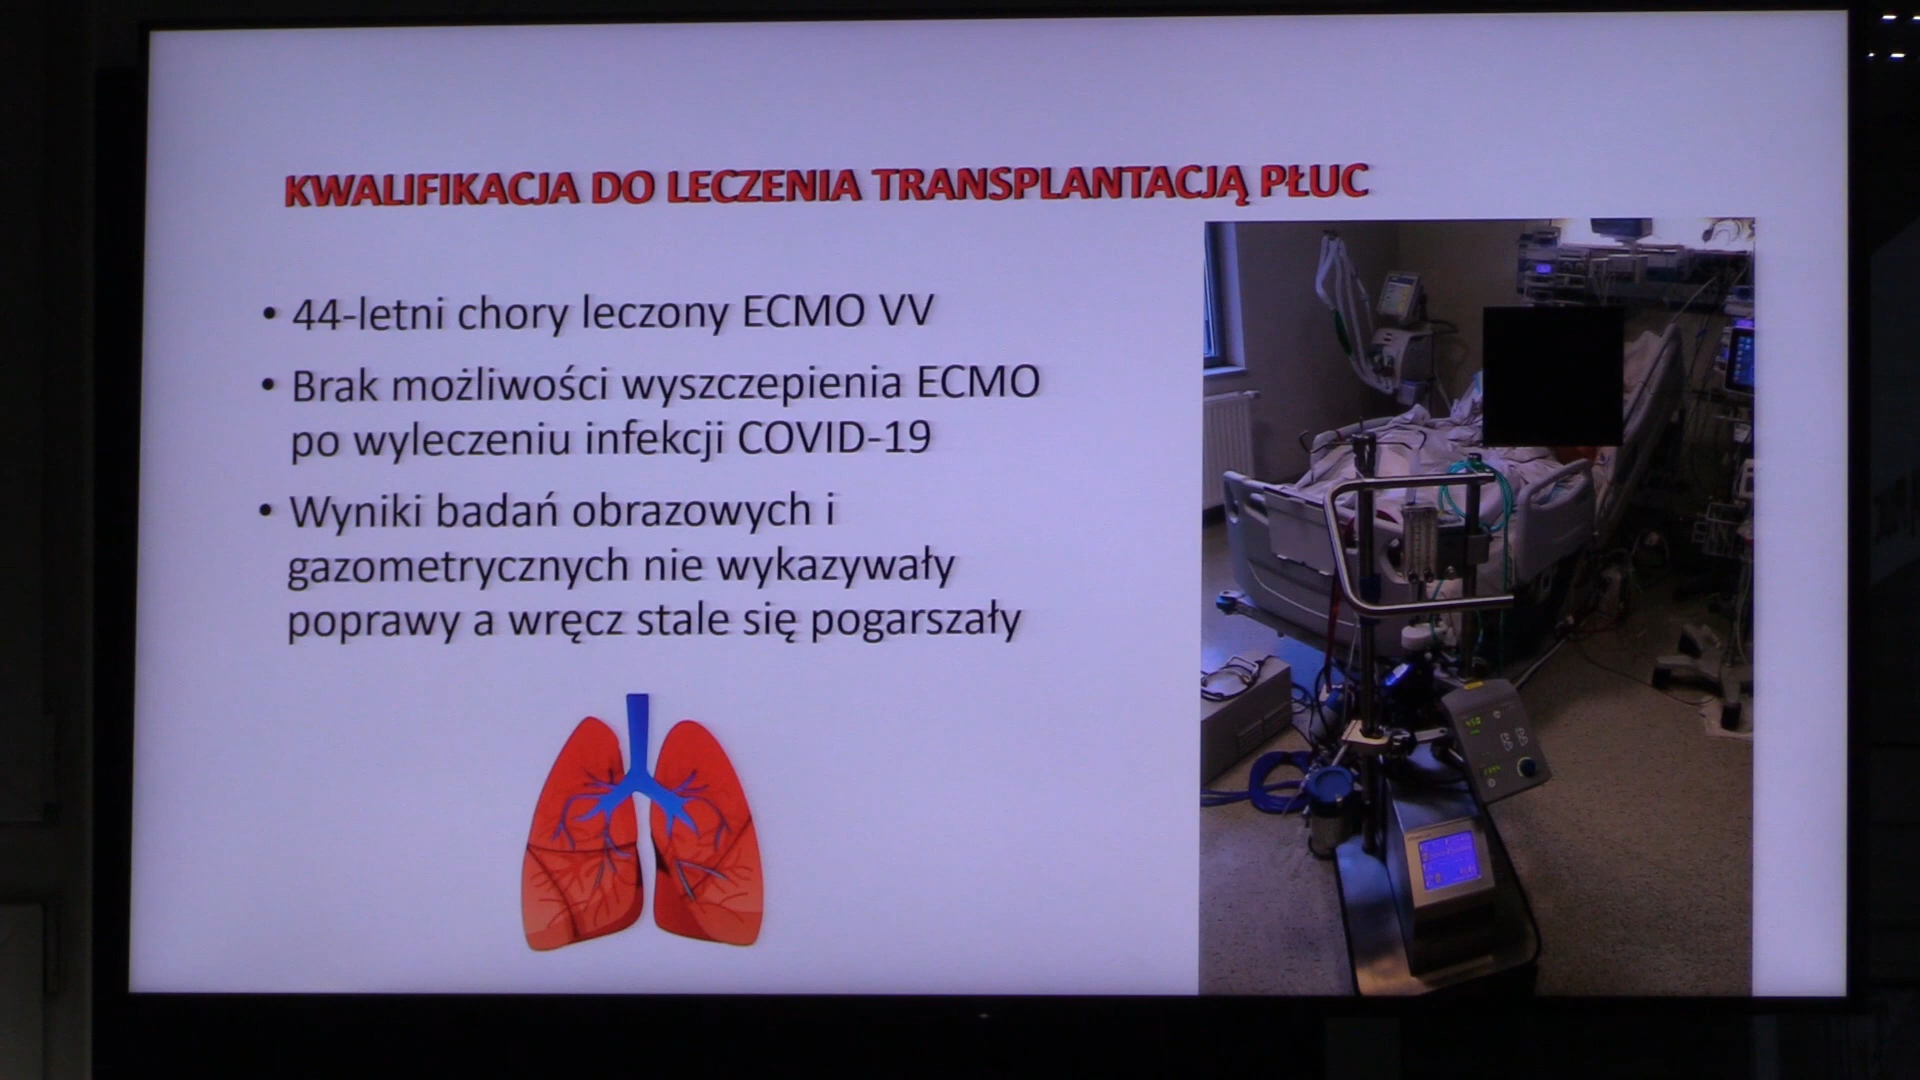 KWALIFIKACJA DO LECZENIA TRANSPLANTACJĄ PŁUC
• 44-letni chory leczony ECMO VV
• Brak możliwości wyszczepienia ECMO
po wyleczeniu infekcji COVID-19
• Wyniki badań obrazowych i
gazometrycznych nie wykazywały
poprawy a wręcz stale się pogarszały